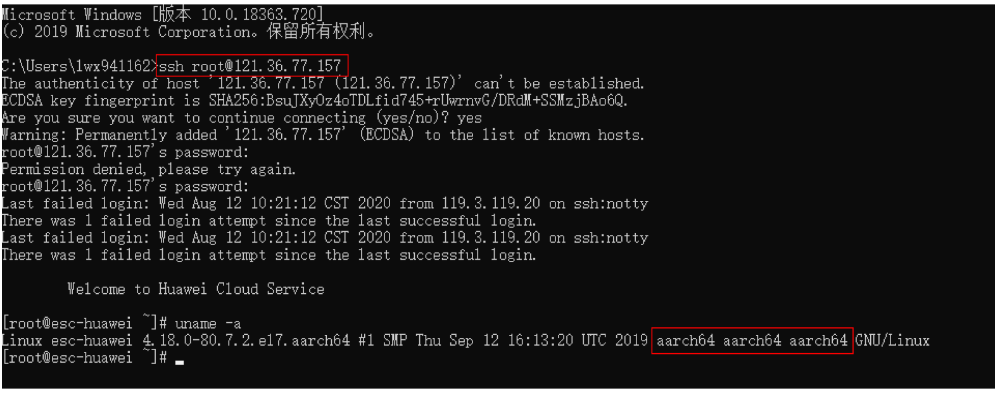 Microsoft Windows [版本 10.0.18363.720]
(c) 2019 Microsoft Corporation。保留所有权利。
C:\Users\lwx941162>ssh root@121.36.77.157
The authenticity of host '121.36.77.157 (121.36.77.157)' can't be established.
ECDSA key fingerprint is SHA256:BsuJXyOz4oTDLfid745+rUwrnvG/DRdM+SSMzjBAo6Q.
Are you sure you want to continue connecting (yes/no)? yes
Warning: Permanently added '121.36.77.157' (ECDSA) to the list of known hosts.
root@121.36.77.157's password:
Permission denied, please try again.
root@121.36.77.157's password:
Last failed login: Wed Aug 12 10:21:12 CST 2020 from 119.3.119.20 on ssh:notty
There was 1 failed login attempt since the last successful login.
Last failed login: Wed Aug 12 10:21:12 CST 2020 from 119.3.119.20 on ssh:notty
There was 1 failed login attempt since the last successful login.
Welcome to Huawei Cloud Service
[root@esc-huawei ~]# uname -a
Linux esc-huawei 4.18.0-80.7.2.el7.aarch64 #1 SMP Thu Sep 12 16:13:20 UTC 2019 aarch64 aarch64 aarch64 GNU/Linux
[root@esc-huawei ~]#